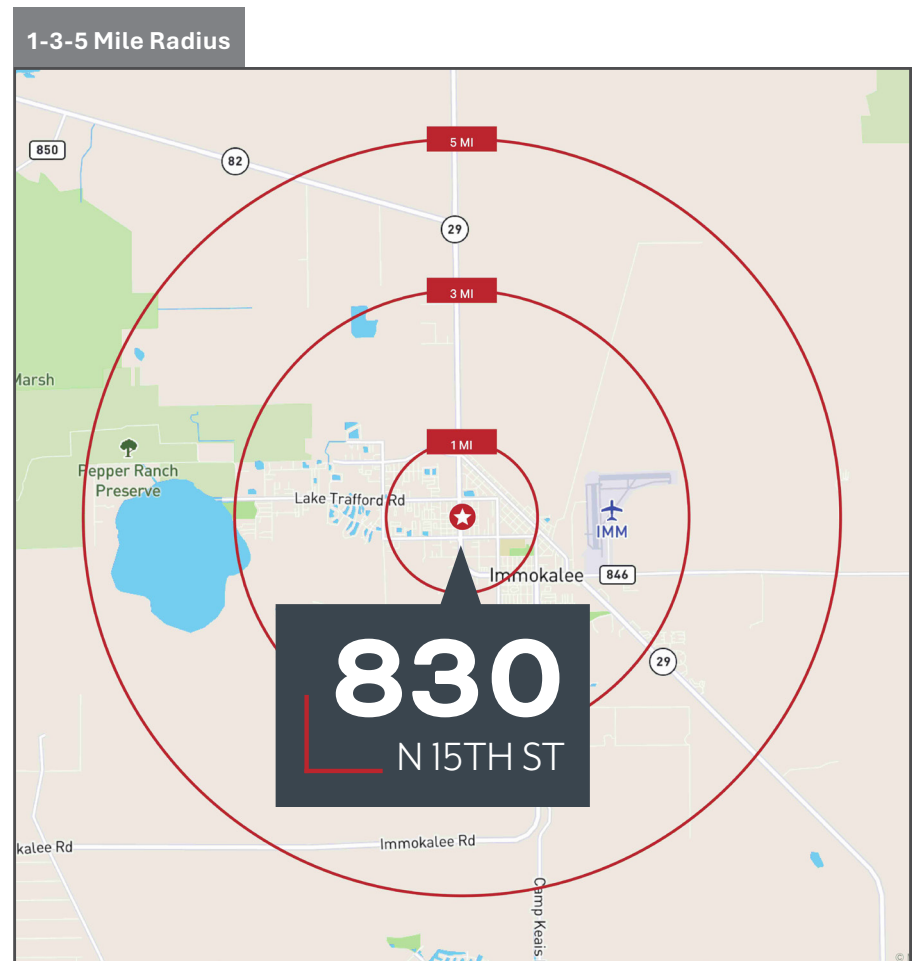 1-3-5 Mile Radius
850
82
5 MI
29
3 MI
Marsh
1 MI
Pepper Ranch
Preserve
Lake Trafford Rd
IMM
Immokalee
846
29
830
N 15TH ST
kalee Rd
Immokalee Rd
Camp Keais
©